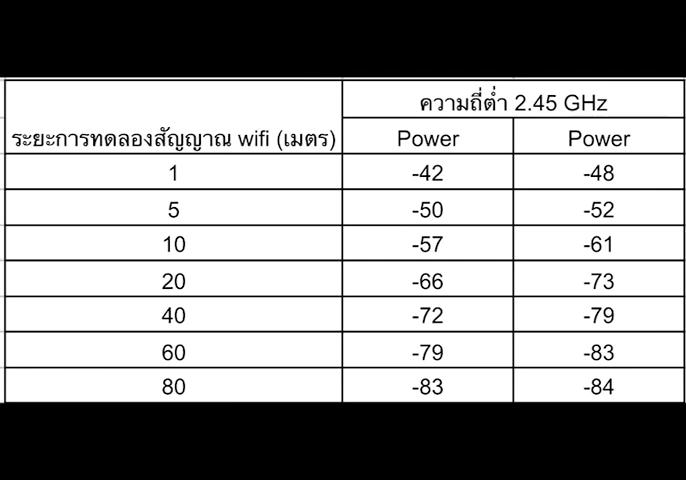 ความถี่ต่ำ 2.45 GHz
ระยะการทดลองสัญญาณ wifi (เมตร) Power Power
1 -42 -48
5 -50 -52
10 -57 -61
20 -66 -73
40 -72 -79
60 -79 -83
80 -83 -84